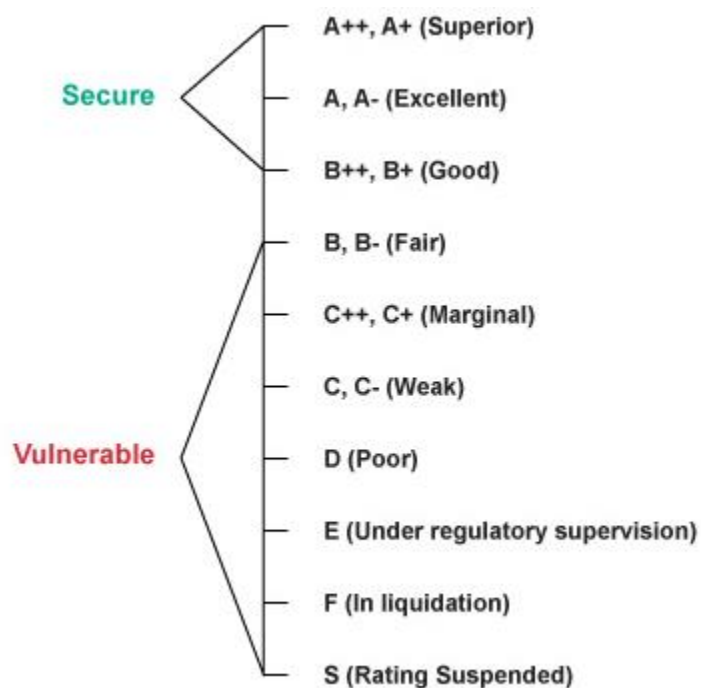 A++, A+ (Superior)
Secure
A, A- (Excellent)
B++, B+ (Good)
B, B- (Fair)
C++, C+ (Marginal)
C, C- (Weak)
Vulnerable
D (Poor)
E (Under regulatory supervision)
F (In liquidation)
S (Rating Suspended)